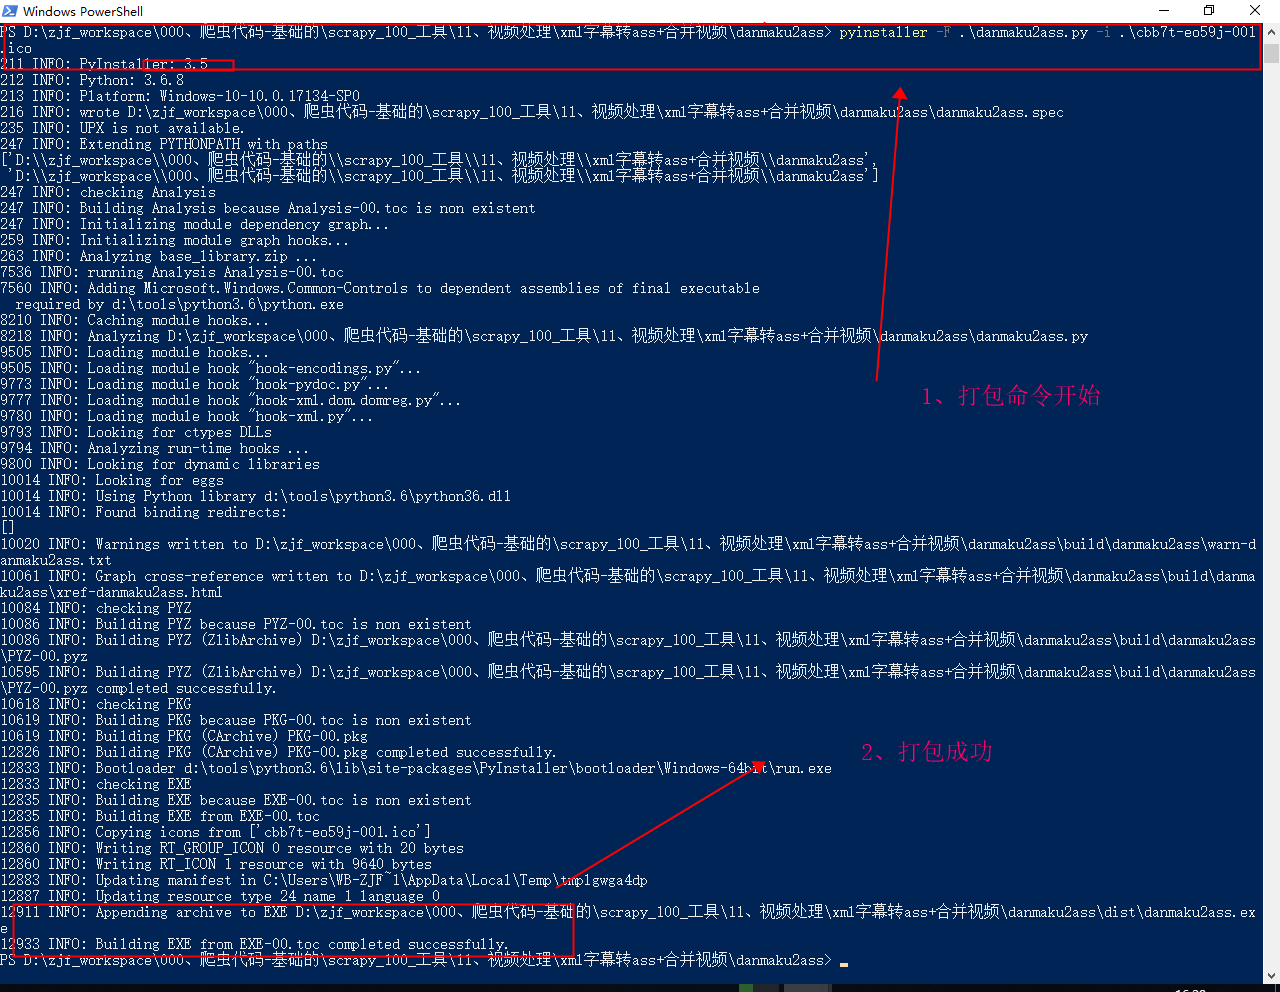 Windows PowerShell
PS D:\zjf_workspace\000、爬虫代码-基础的\scrapy_100_工具\11、视频处理\xml字幕转ass+合并视频\danmaku2ass> pyinstaller -F .\danmaku2ass.py -i .\cbb7t-eo59j-001
.ico
211 INFO: PyInstaller: 3.5
212 INFO: Python: 3.6.8
213 INFO: Platform: Windows-10-10.0.17134-SP0
216 INFO: wrote D:\zjf_workspace\000、爬虫代码-基础的\scrapy_100_工具\11、视频处理\xml字幕转ass+合并视频\danmaku2ass\danmaku2ass.spec
235 INFO: UPX is not available.
247 INFO: Extending PYTHONPATH with paths
['D:\\zjf_workspace\\000、爬虫代码-基础的\\scrapy_100_工具\\11、视频处理\\xml字幕转ass+合并视频\\danmaku2ass',
 'D:\\zjf_workspace\\000、爬虫代码-基础的\\scrapy_100_工具\\11、视频处理\\xml字幕转ass+合并视频\\danmaku2ass']
247 INFO: checking Analysis
247 INFO: Building Analysis because Analysis-00.toc is non existent
247 INFO: Initializing module dependency graph...
259 INFO: Initializing module graph hooks...
263 INFO: Analyzing base_library.zip ...
7536 INFO: running Analysis Analysis-00.toc
7560 INFO: Adding Microsoft.Windows.Common-Controls to dependent assemblies of final executable
  required by d:\tools\python3.6\python.exe
8210 INFO: Caching module hooks...
8218 INFO: Analyzing D:\zjf_workspace\000、爬虫代码-基础的\scrapy_100_工具\11、视频处理\xml字幕转ass+合并视频\danmaku2ass\danmaku2ass.py
9505 INFO: Loading module hooks...
9505 INFO: Loading module hook "hook-encodings.py"...
9773 INFO: Loading module hook "hook-pydoc.py"...
9777 INFO: Loading module hook "hook-xml.dom.domreg.py"...
9780 INFO: Loading module hook "hook-xml.py"...
1、打包命令开始
9793 INFO: Looking for ctypes DLLs
9794 INFO: Analyzing run-time hooks ...
9800 INFO: Looking for dynamic libraries
10014 INFO: Looking for eggs
10014 INFO: Using Python library d:\tools\python3.6\python36.dll
10014 INFO: Found binding redirects:
[]
10020 INFO: Warnings written to D:\zjf_workspace\000、爬虫代码-基础的\scrapy_100_工具\11、视频处理\xml字幕转ass+合并视频\danmaku2ass\build\danmaku2ass\warn-d
anmaku2ass.txt
10061 INFO: Graph cross-reference written to D:\zjf_workspace\000、爬虫代码-基础的\scrapy_100_工具\11、视频处理\xml字幕转ass+合并视频\danmaku2ass\build\danma
ku2ass\xref-danmaku2ass.html
10084 INFO: checking PYZ
10086 INFO: Building PYZ because PYZ-00.toc is non existent
10086 INFO: Building PYZ (ZlibArchive) D:\zjf_workspace\000、爬虫代码-基础的\scrapy_100_工具\11、视频处理\xml字幕转ass+合并视频\danmaku2ass\build\danmaku2ass
\PYZ-00.pyz
10595 INFO: Building PYZ (ZlibArchive) D:\zjf_workspace\000、爬虫代码-基础的\scrapy_100_工具\11、视频处理\xml字幕转ass+合并视频\danmaku2ass\build\danmaku2ass
\PYZ-00.pyz completed successfully.
10618 INFO: checking PKG
10619 INFO: Building PKG because PKG-00.toc is non existent
10619 INFO: Building PKG (CArchive) PKG-00.pkg
12826 INFO: Building PKG (CArchive) PKG-00.pkg completed successfully.
2、打包成功
12833 INFO: Bootloader d:\tools\python3.6\lib\site-packages\PyInstaller\bootloader\Windows-64bit\run.exe
12833 INFO: checking EXE
12835 INFO: Building EXE because EXE-00.toc is non existent
12835 INFO: Building EXE from EXE-00.toc
12856 INFO: Copying icons from ['cbb7t-eo59j-001.ico']
12860 INFO: Writing RT_GROUP_ICON 0 resource with 20 bytes
12860 INFO: Writing RT_ICON 1 resource with 9640 bytes
12883 INFO: Updating manifest in C:\Users\WB-ZJF~1\AppData\Local\Temp\tmplgwga4dp
12887 INFO: Updating resource type 24 name 1 language 0
12911 INFO: Appending archive to EXE D:\zjf_workspace\000、爬虫代码-基础的\scrapy_100_工具\11、视频处理\xml字幕转ass+合并视频\danmaku2ass\dist\danmaku2ass.ex
e
12933 INFO: Building EXE from EXE-00.toc completed successfully.
PS D:\zjf_workspace\000、爬虫代码-基础的\scrapy_100_工具\11、视频处理\xml字幕转ass+合并视频\danmaku2ass>